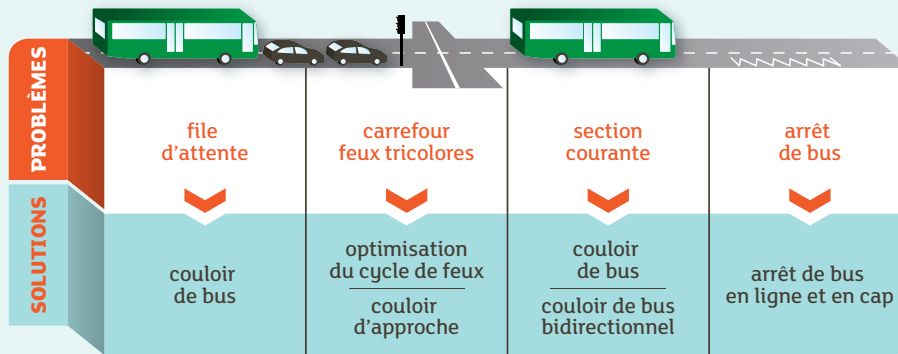 PROBLÈMES
file
d'attente
carrefour
feux tricolores
section
courante
arrêt
de bus
SOLUTIONS
couloir
de bus
optimisation
du cycle de feux
couloir
d'approche
couloir
de bus
couloir de bus
bidirectionnel
arrêt de bus
en ligne et en cap